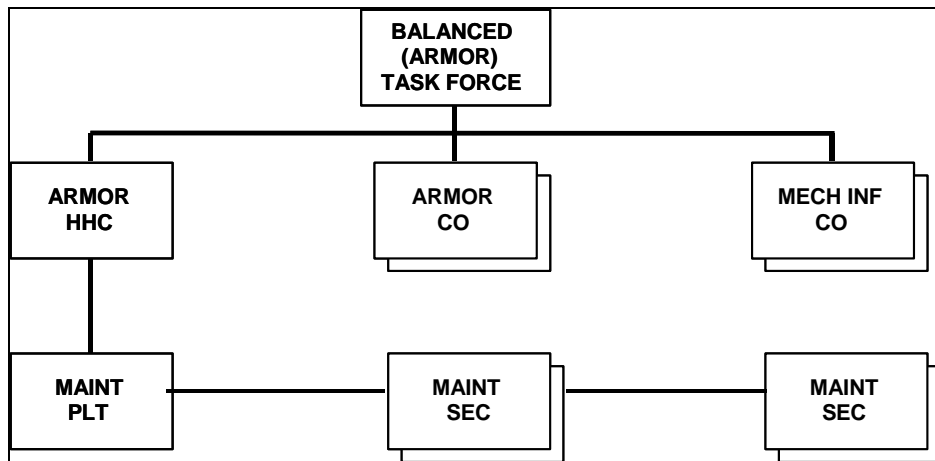 BALANCED
(ARMOR)
TASK FORCE
ARMOR
HHC
ARMOR
CO
MECH INF
CO
MAINT
PLT
MAINT
SEC
MAINT
SEC